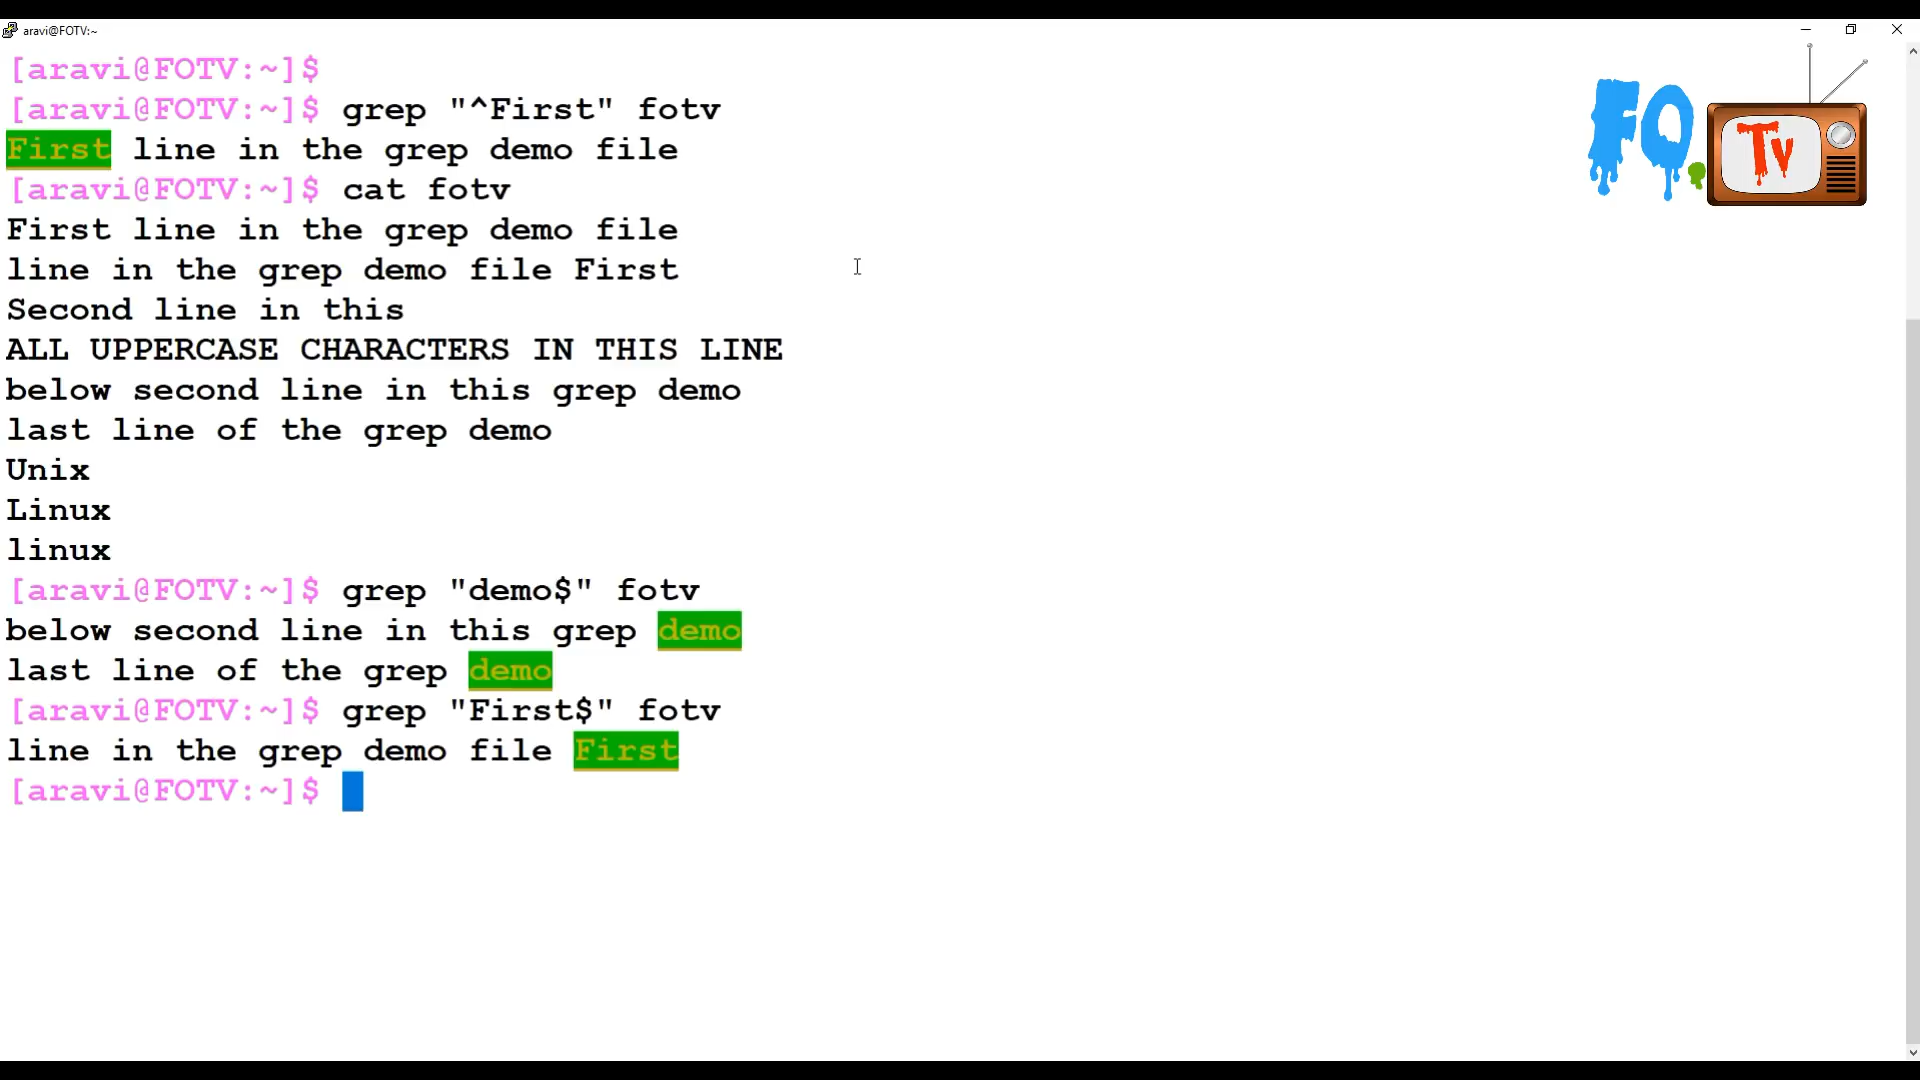 aravi@FOTV:~
[aravi@FOTV:~]$
[aravi@FOTV:~]$ grep "^First" fotv
First line in the grep demo file
[aravi@FOTV:~]$ cat fotv
First line in the grep demo file
line in the grep demo file First
Second line in this
ALL UPPERCASE CHARACTERS IN THIS LINE
below second line in this grep demo
last line of the grep demo
Unix
Linux
linux
[aravi@FOTV:~]$ grep "demo$" fotv
below second line in this grep demo
last line of the grep demo
[aravi@FOTV:~]$ grep "First$" fotv
line in the grep demo file First
[aravi@FOTV:~]$
FO.
Tv